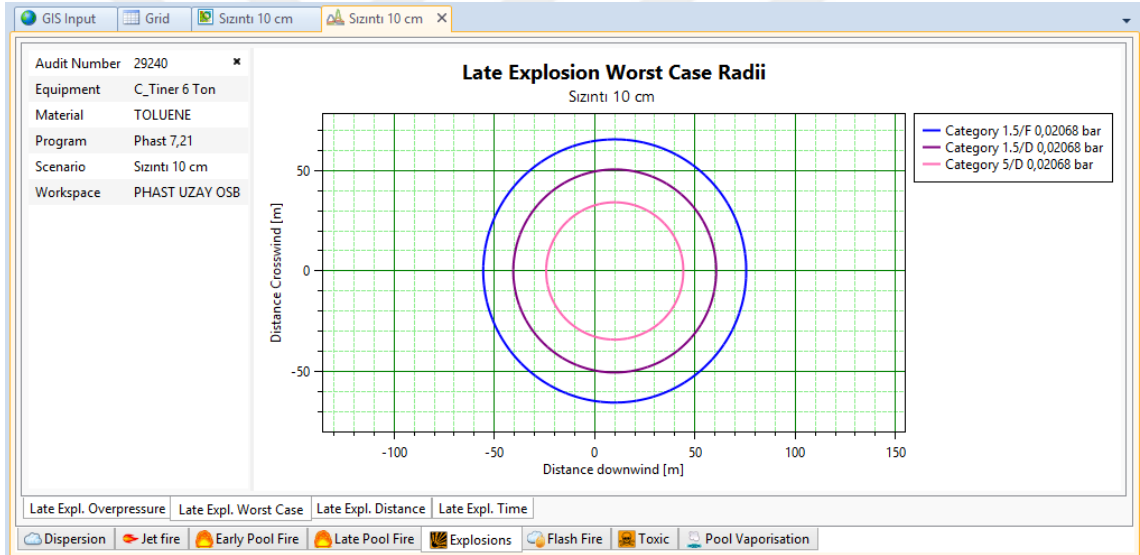 GIS Input Grid Sızıntı 10 cm Sızıntı 10 cm
Audit Number 29240
Equipment C_Tiner 6 Ton
Material TOLUENE
Program Phast 7,21
Scenario Sızıntı 10 cm
Workspace PHAST UZAY OSB
Late Explosion Worst Case Radii
Sızıntı 10 cm
Category 1.5/F 0,02068 bar
Category 1.5/D 0,02068 bar
Category 5/D 0,02068 bar
Distance Crosswind [m]
50
0
-50
-100 -50 0 50 100 150
Distance downwind [m]
Late Expl. Overpressure Late Expl. Worst Case Late Expl. Distance Late Expl. Time
Dispersion Jet fire Early Pool Fire Late Pool Fire Explosions Flash Fire Toxic Pool Vaporisation